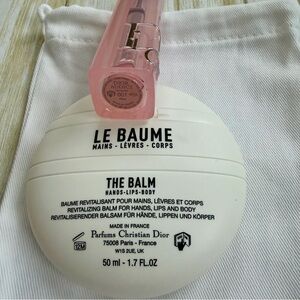 LE BAUME
MAINS - LÈVRES - CORPS
THE BALM
HANDS-LIPS-BODY
BAUME REVITALISANT POUR MAINS, LÈVRES ET CORPS
REVITALIZING BALM FOR HANDS, LIPS AND BODY
REVITALISIERENDER BALSAM FÜR HÄNDE, LIPPEN UND KÖRPER
MADE IN FRANCE
Parfums Christian Dior
75008 Paris - France
W1S 2UE, UK
12M
50 ml - 1.7 FL.OZ